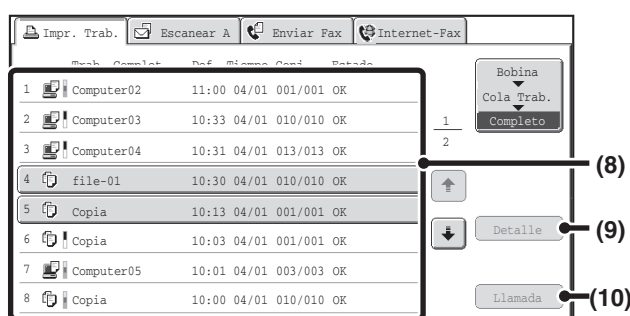 Impr. Trab. Escanear A Enviar Fax Internet-Fax
Trab. Complet. Def. Tiempo Copi. Estado
1 Computer02 11:00 04/01 001/001 OK
2 Computer03 10:33 04/01 010/010 OK
3 Computer04 10:31 04/01 013/013 OK
4 file-01 10:30 04/01 010/010 OK
5 Copia 10:13 04/01 001/001 OK
6 Copia 10:03 04/01 001/001 OK
7 Computer05 10:01 04/01 003/003 OK
8 Copia 10:00 04/01 010/010 OK
1
2
Bobina
Cola Trab.
Completo
Detalle
Llamada
(8)
(9)
(10)